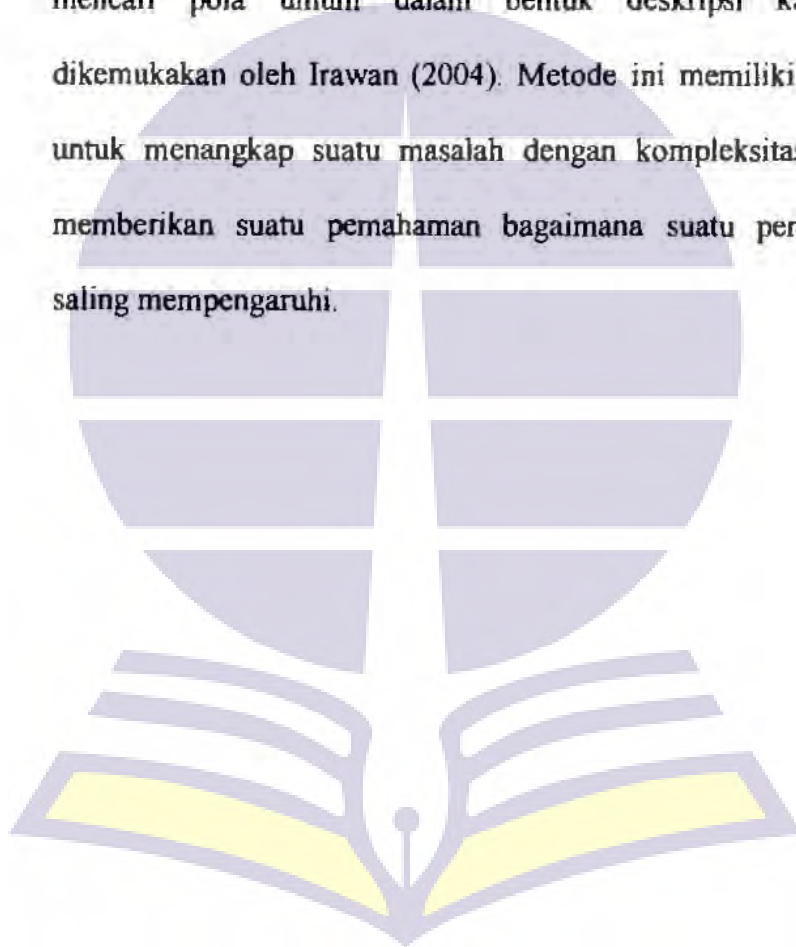 mencari pola umum dalam bentuk deskripsi
dikemukakan oleh Irawan (2004). Metode ini memiliki
untuk menangkap suatu masalah dengan
memberikan suatu pemahaman bagaimana suatu
saling mempengaruhi.